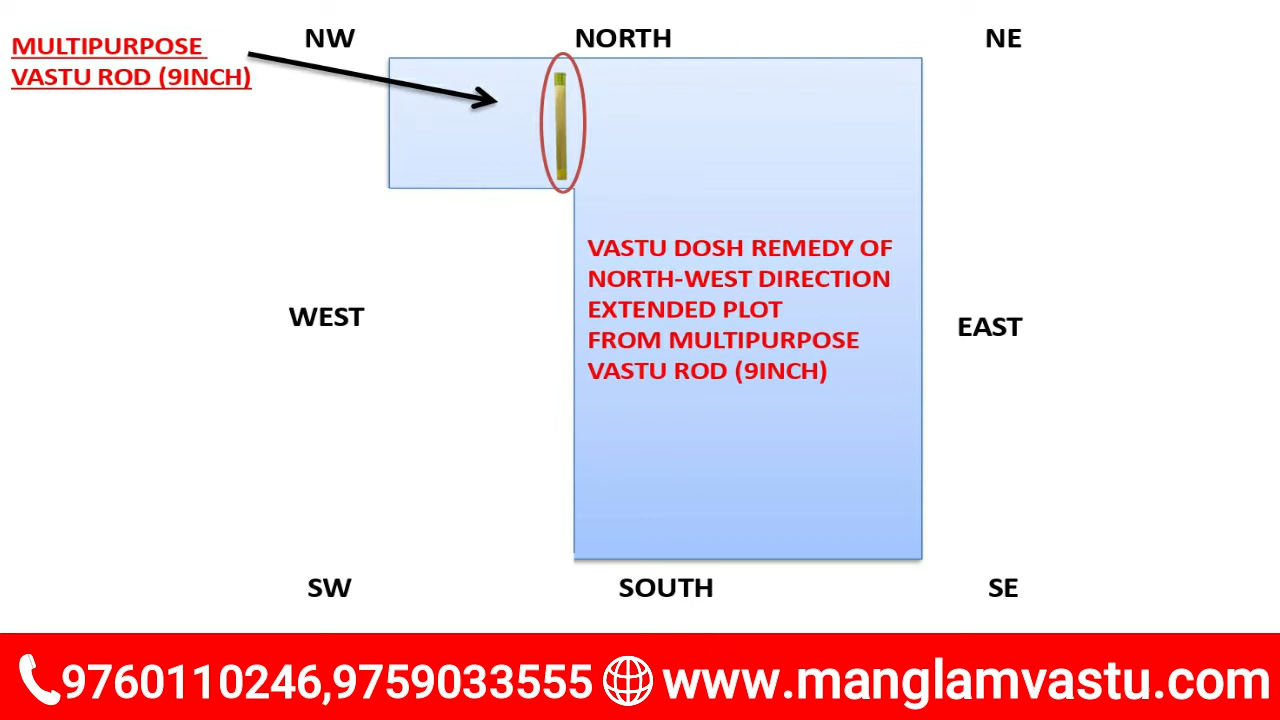 MULTIPURPOSE
VASTU ROD (9INCH)
NW
NORTH
NE
VASTU DOSH REMEDY OF
NORTH-WEST DIRECTION
EXTENDED PLOT
FROM MULTIPURPOSE
VASTU ROD (9INCH)
WEST
EAST
SW
SOUTH
SE
9760110246,9759033555 www.manglamvastu.com